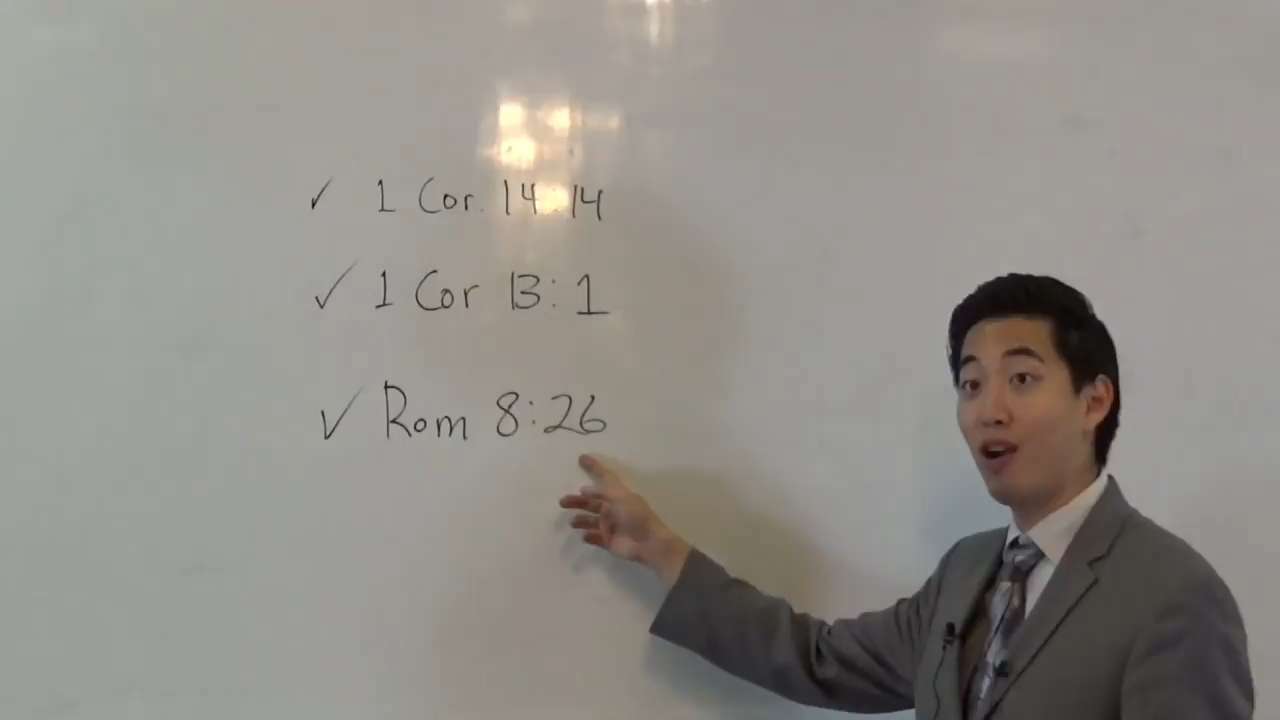 ✓ 1 Cor. 14:14
✓ 1 Cor 13:1
✓ Rom 8:26